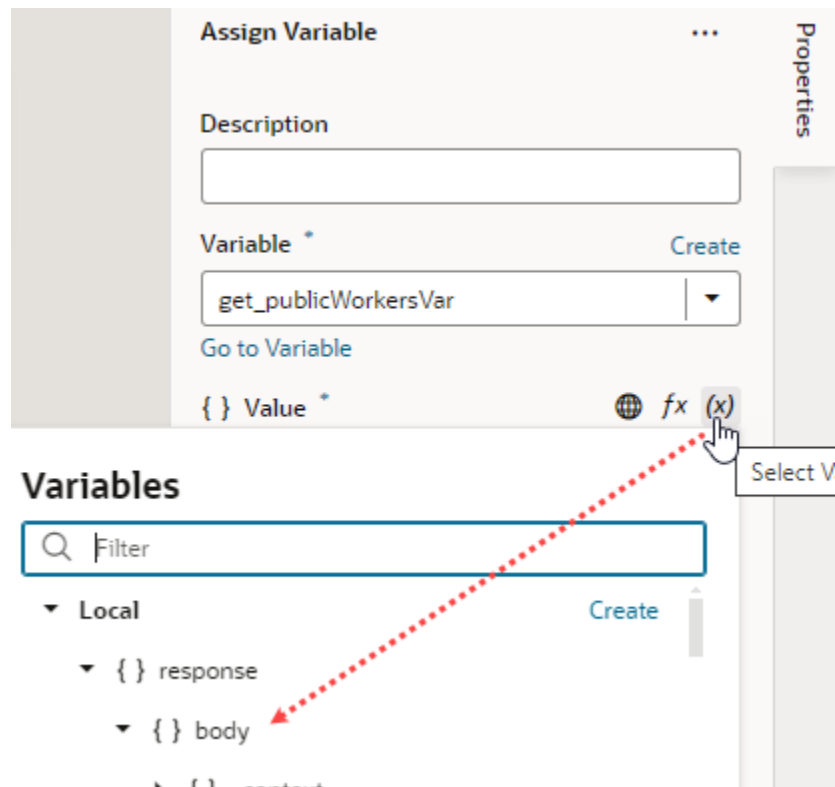 Assign Variable
Properties
Description
Variable *
Create
get_publicWorkersVar
Go to Variable
{ } Value *
fx (x)
Select V
Variables
Filter
Local
Create
{ } response
{ } body